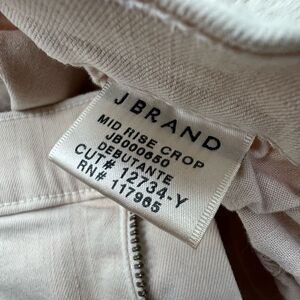 J BRAND
MID RISE CROP
JB000650
DEBUTANTE
CUT# 12734-Y
RN# 117965